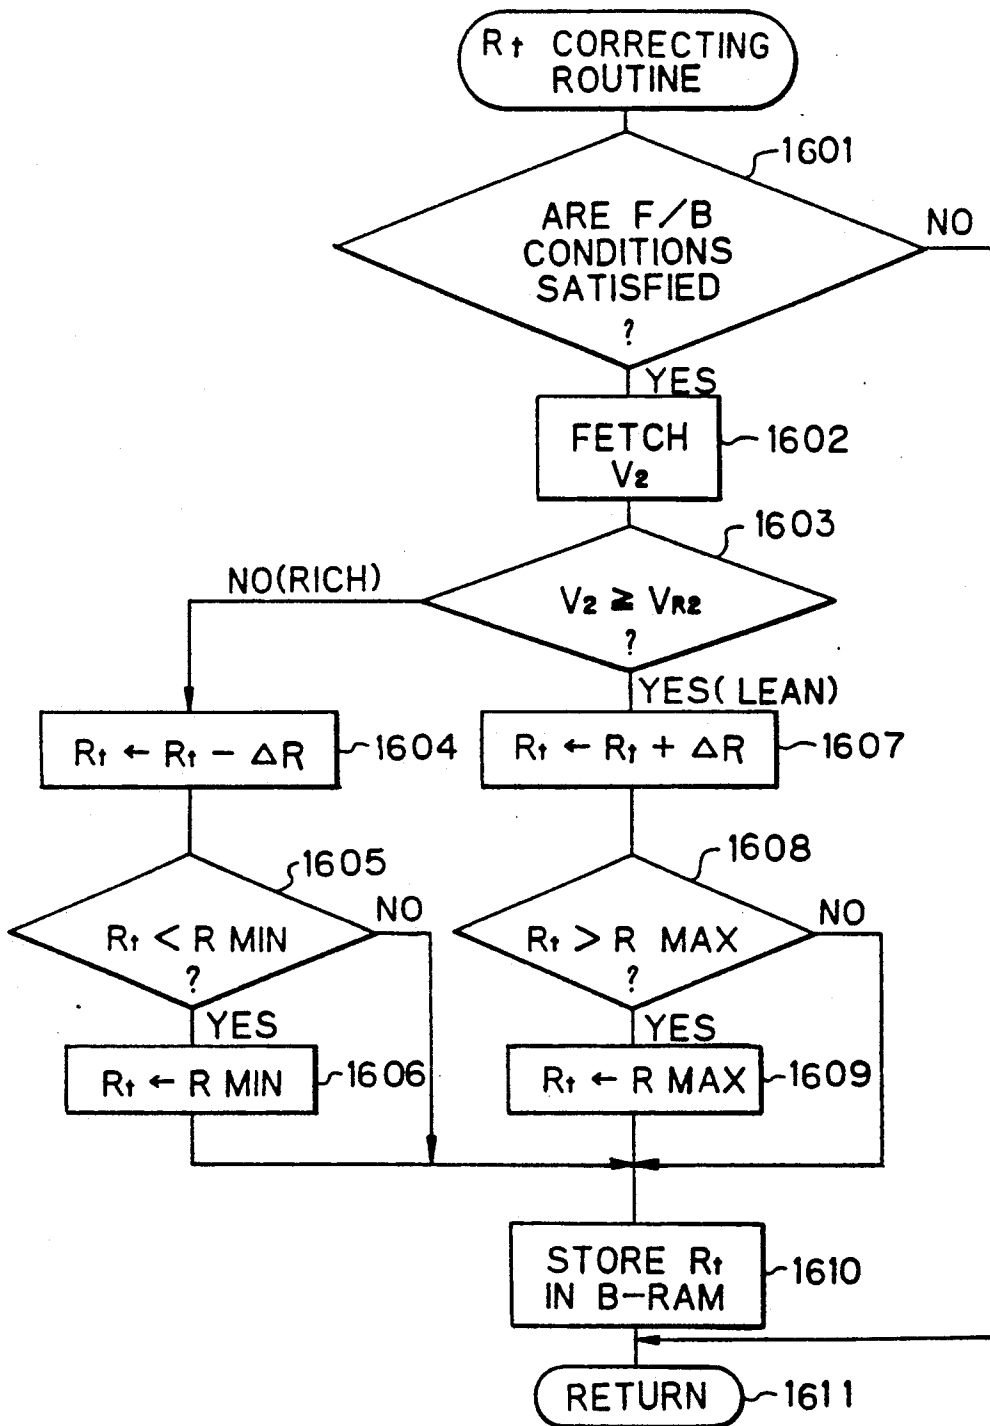 Rt CORRECTING
ROUTINE
1601
ARE F/B
CONDITIONS
SATISFIED
?
NO
YES
FETCH
V2
1602
1603
NO(RICH)
V2 ≧ VR2
?
YES(LEAN)
Rt ← Rt − △R
1604
Rt ← Rt + △R
1607
1605
Rt < R MIN
?
NO
1608
Rt > R MAX
?
NO
YES
YES
Rt ← R MIN
1606
Rt ← R MAX
1609
STORE Rt
IN B-RAM
1610
RETURN
1611